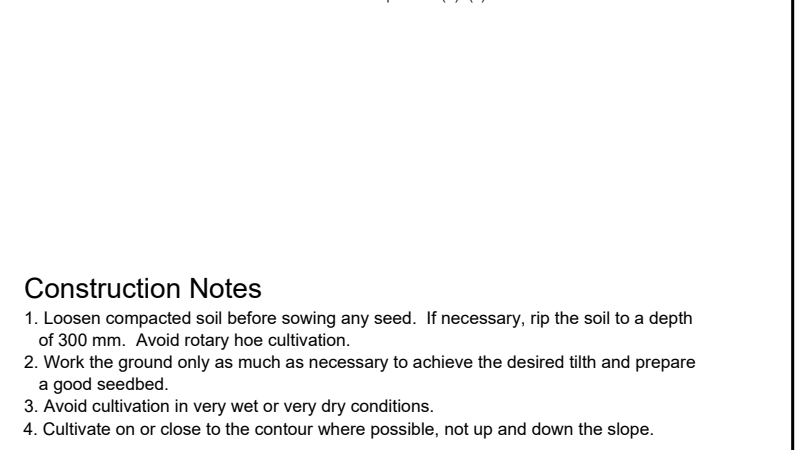 Construction Notes
1. Loosen compacted soil before sowing any seed.  If necessary, rip the soil to a depth
of 300 mm.  Avoid rotary hoe cultivation.
2. Work the ground only as much as necessary to achieve the desired tilth and prepare
a good seedbed.
3. Avoid cultivation in very wet or very dry conditions.
4. Cultivate on or close to the contour where possible, not up and down the slope.